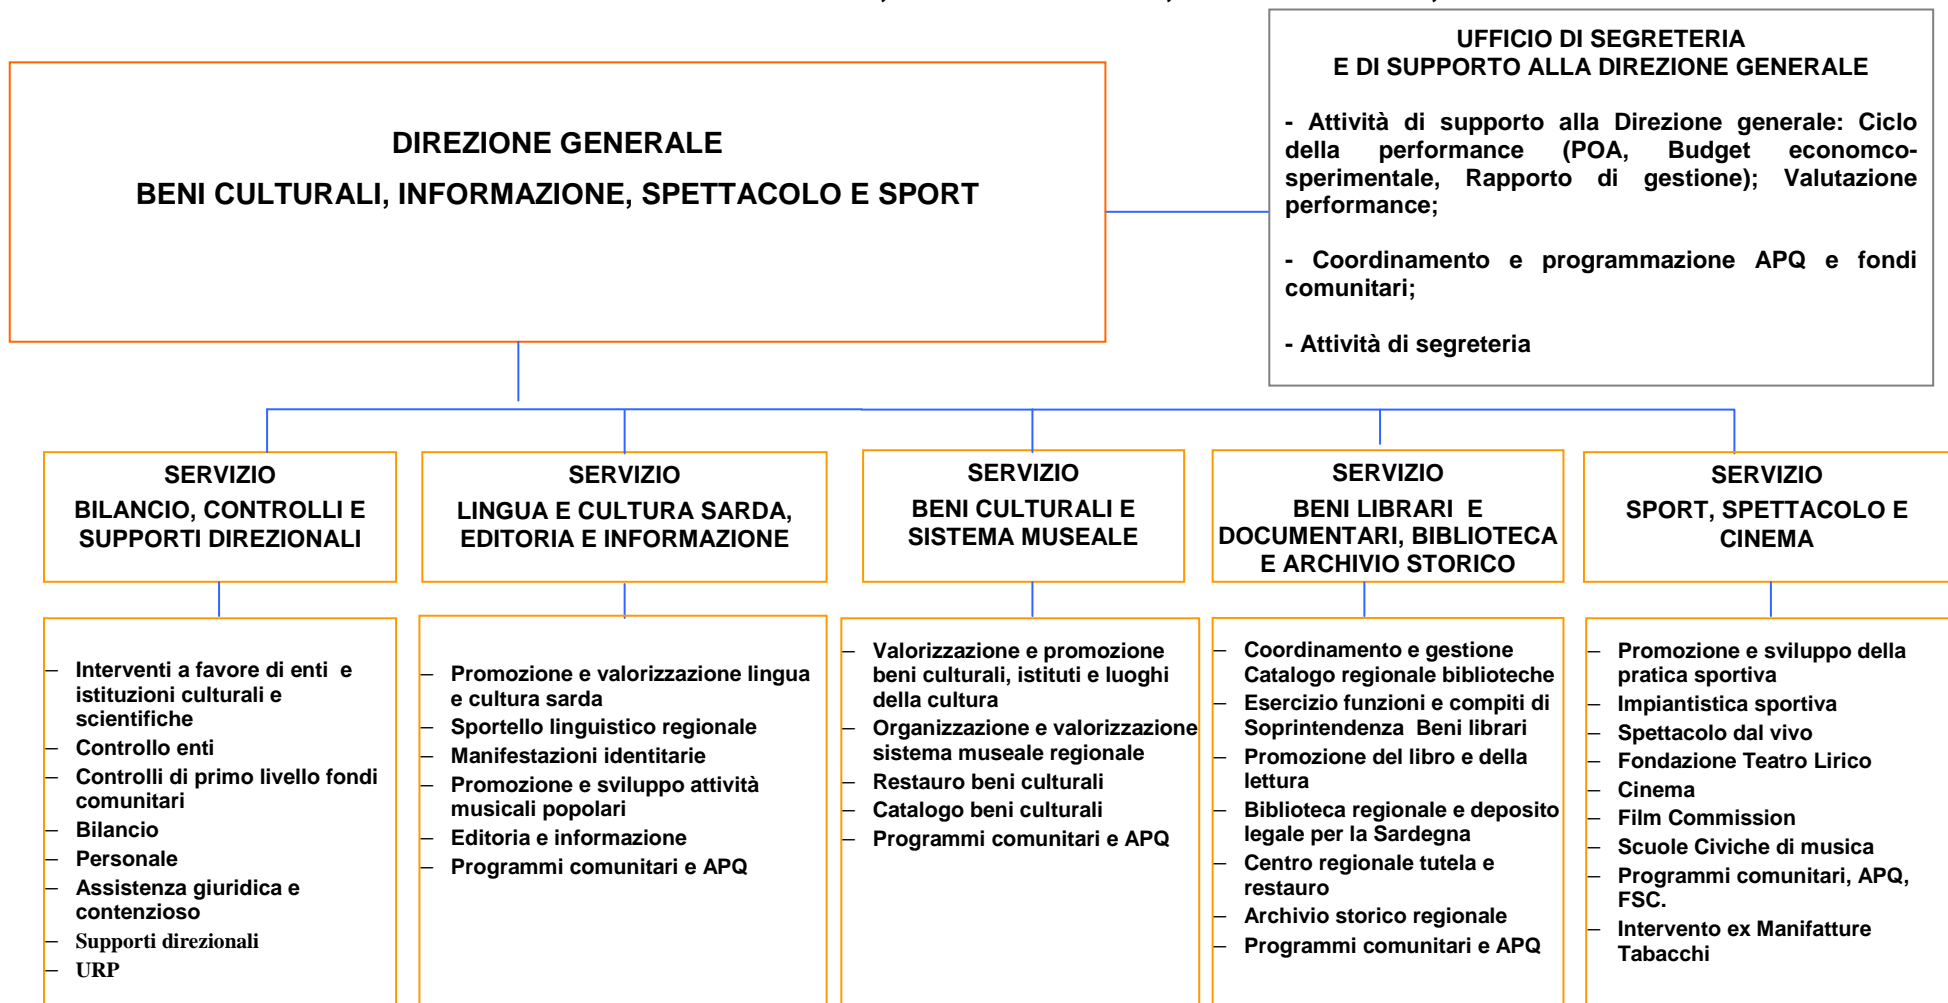 DIREZIONE GENERALE
BENI CULTURALI, INFORMAZIONE, SPETTACOLO E SPORT
UFFICIO DI SEGRETERIA
E DI SUPPORTO ALLA DIREZIONE GENERALE
- Attività di supporto alla Direzione generale: Ciclo
della performance (POA, Budget economco-
sperimentale, Rapporto di gestione); Valutazione
performance;
- Coordinamento e programmazione APQ e fondi
comunitari;
- Attività di segreteria
SERVIZIO
BILANCIO, CONTROLLI E
SUPPORTI DIREZIONALI
SERVIZIO
LINGUA E CULTURA SARDA,
EDITORIA E INFORMAZIONE
SERVIZIO
BENI CULTURALI E
SISTEMA MUSEALE
SERVIZIO
BENI LIBRARI E
DOCUMENTARI, BIBLIOTECA
E ARCHIVIO STORICO
SERVIZIO
SPORT, SPETTACOLO E
CINEMA
– Interventi a favore di enti e
istituzioni culturali e
scientifiche
– Controllo enti
– Controlli di primo livello fondi
comunitari
– Bilancio
– Personale
– Assistenza giuridica e
contenzioso
– Supporti direzionali
– URP
– Promozione e valorizzazione lingua
e cultura sarda
– Sportello linguistico regionale
– Manifestazioni identitarie
– Promozione e sviluppo attività
musicali popolari
– Editoria e informazione
– Programmi comunitari e APQ
– Valorizzazione e promozione
beni culturali, istituti e luoghi
della cultura
– Organizzazione e valorizzazione
sistema museale regionale
– Restauro beni culturali
– Catalogo beni culturali
– Programmi comunitari e APQ
– Coordinamento e gestione
Catalogo regionale biblioteche
– Esercizio funzioni e compiti di
Soprintendenza Beni librari
– Promozione del libro e della
lettura
– Biblioteca regionale e deposito
legale per la Sardegna
– Centro regionale tutela e
restauro
– Archivio storico regionale
– Programmi comunitari e APQ
– Promozione e sviluppo della
pratica sportiva
– Impiantistica sportiva
– Spettacolo dal vivo
– Fondazione Teatro Lirico
– Cinema
– Film Commission
– Scuole Civiche di musica
– Programmi comunitari, APQ,
FSC.
– Intervento ex Manifatture
Tabacchi